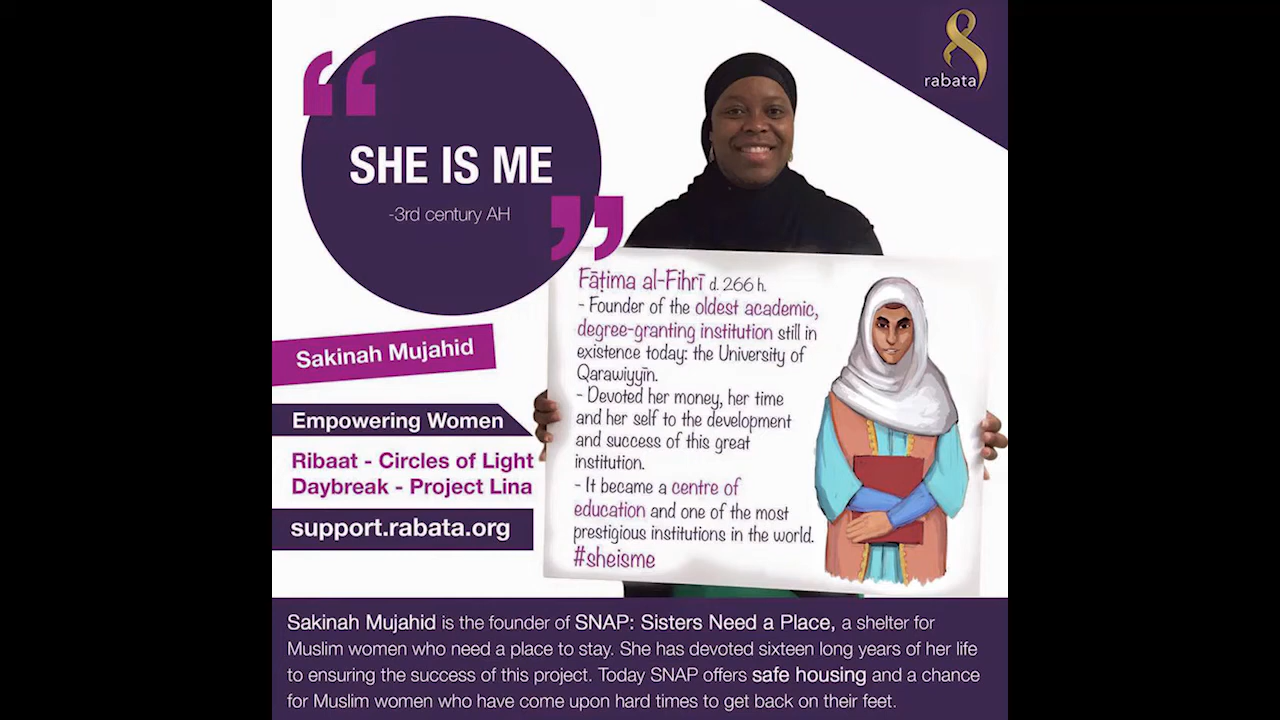 rabata
“
SHE IS ME
-3rd century AH
”
Sakinah Mujahid
Empowering Women
Ribaat - Circles of Light
Daybreak - Project Lina
support.rabata.org
Fāṭima al-Fihrī d. 266 h.
- Founder of the oldest academic,
degree-granting institution still in
existence today: the University of
Qarawiyyīn.
- Devoted her money, her time
and her self to the development
and success of this great
institution.
- It became a centre of
education and one of the most
prestigious institutions in the world.
#sheisme
Sakinah Mujahid is the founder of SNAP: Sisters Need a Place, a shelter for
Muslim women who need a place to stay. She has devoted sixteen long years of her life
to ensuring the success of this project. Today SNAP offers safe housing and a chance
for Muslim women who have come upon hard times to get back on their feet.